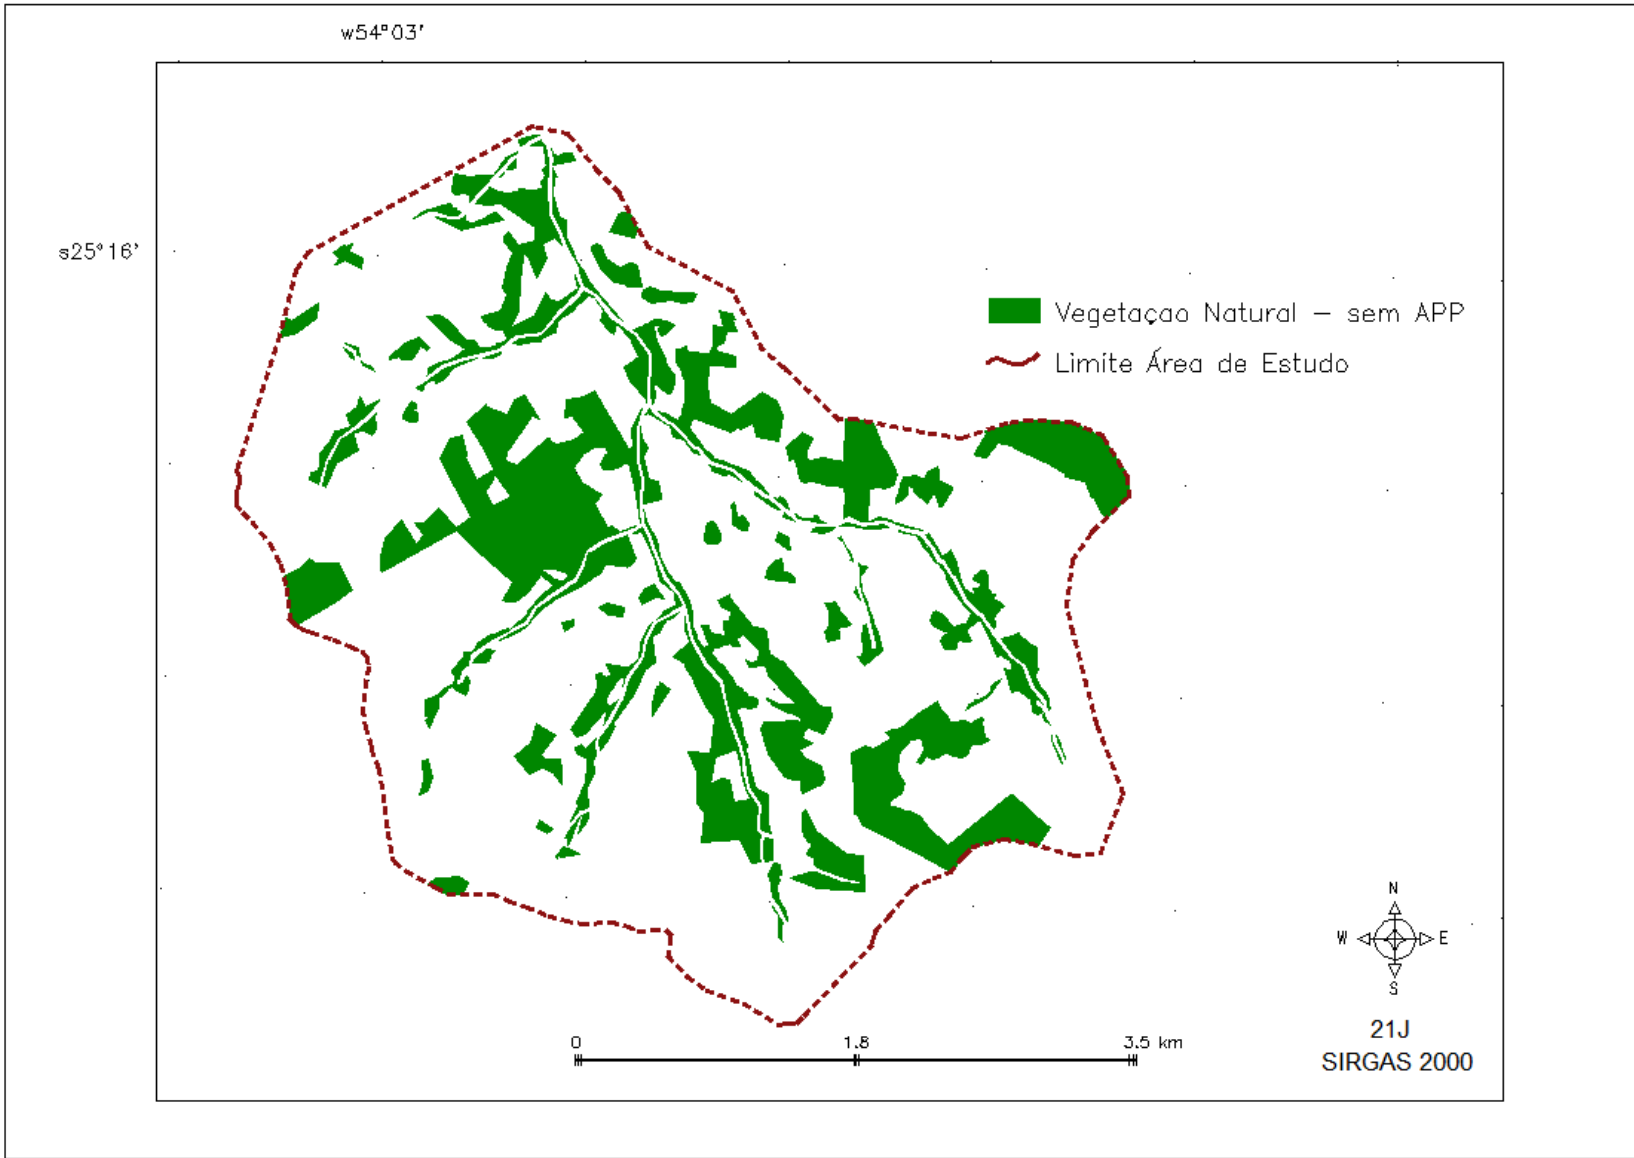 w54°03'
s25°16'
Vegetaçao Natural – sem APP
Limite Área de Estudo
N
W E
S
0 1.8 3.5 km
21J
SIRGAS 2000